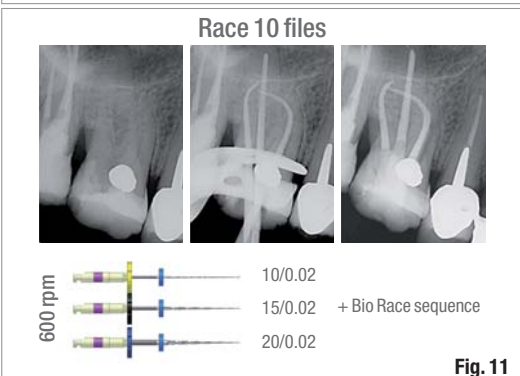 Race 10 files
600 rpm
10/0.02
15/0.02 + Bio Race sequence
20/0.02
Fig. 11